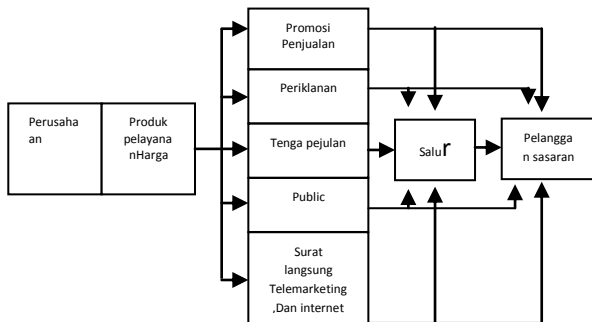 Promosi
Penjualan
Periklanan
Perusaha
an
Produk
pelayana
nHarga
Tenga pejulan
Salur
Pelangga
n sasaran
Public
Surat
langsung
Telemarketing
,Dan internet